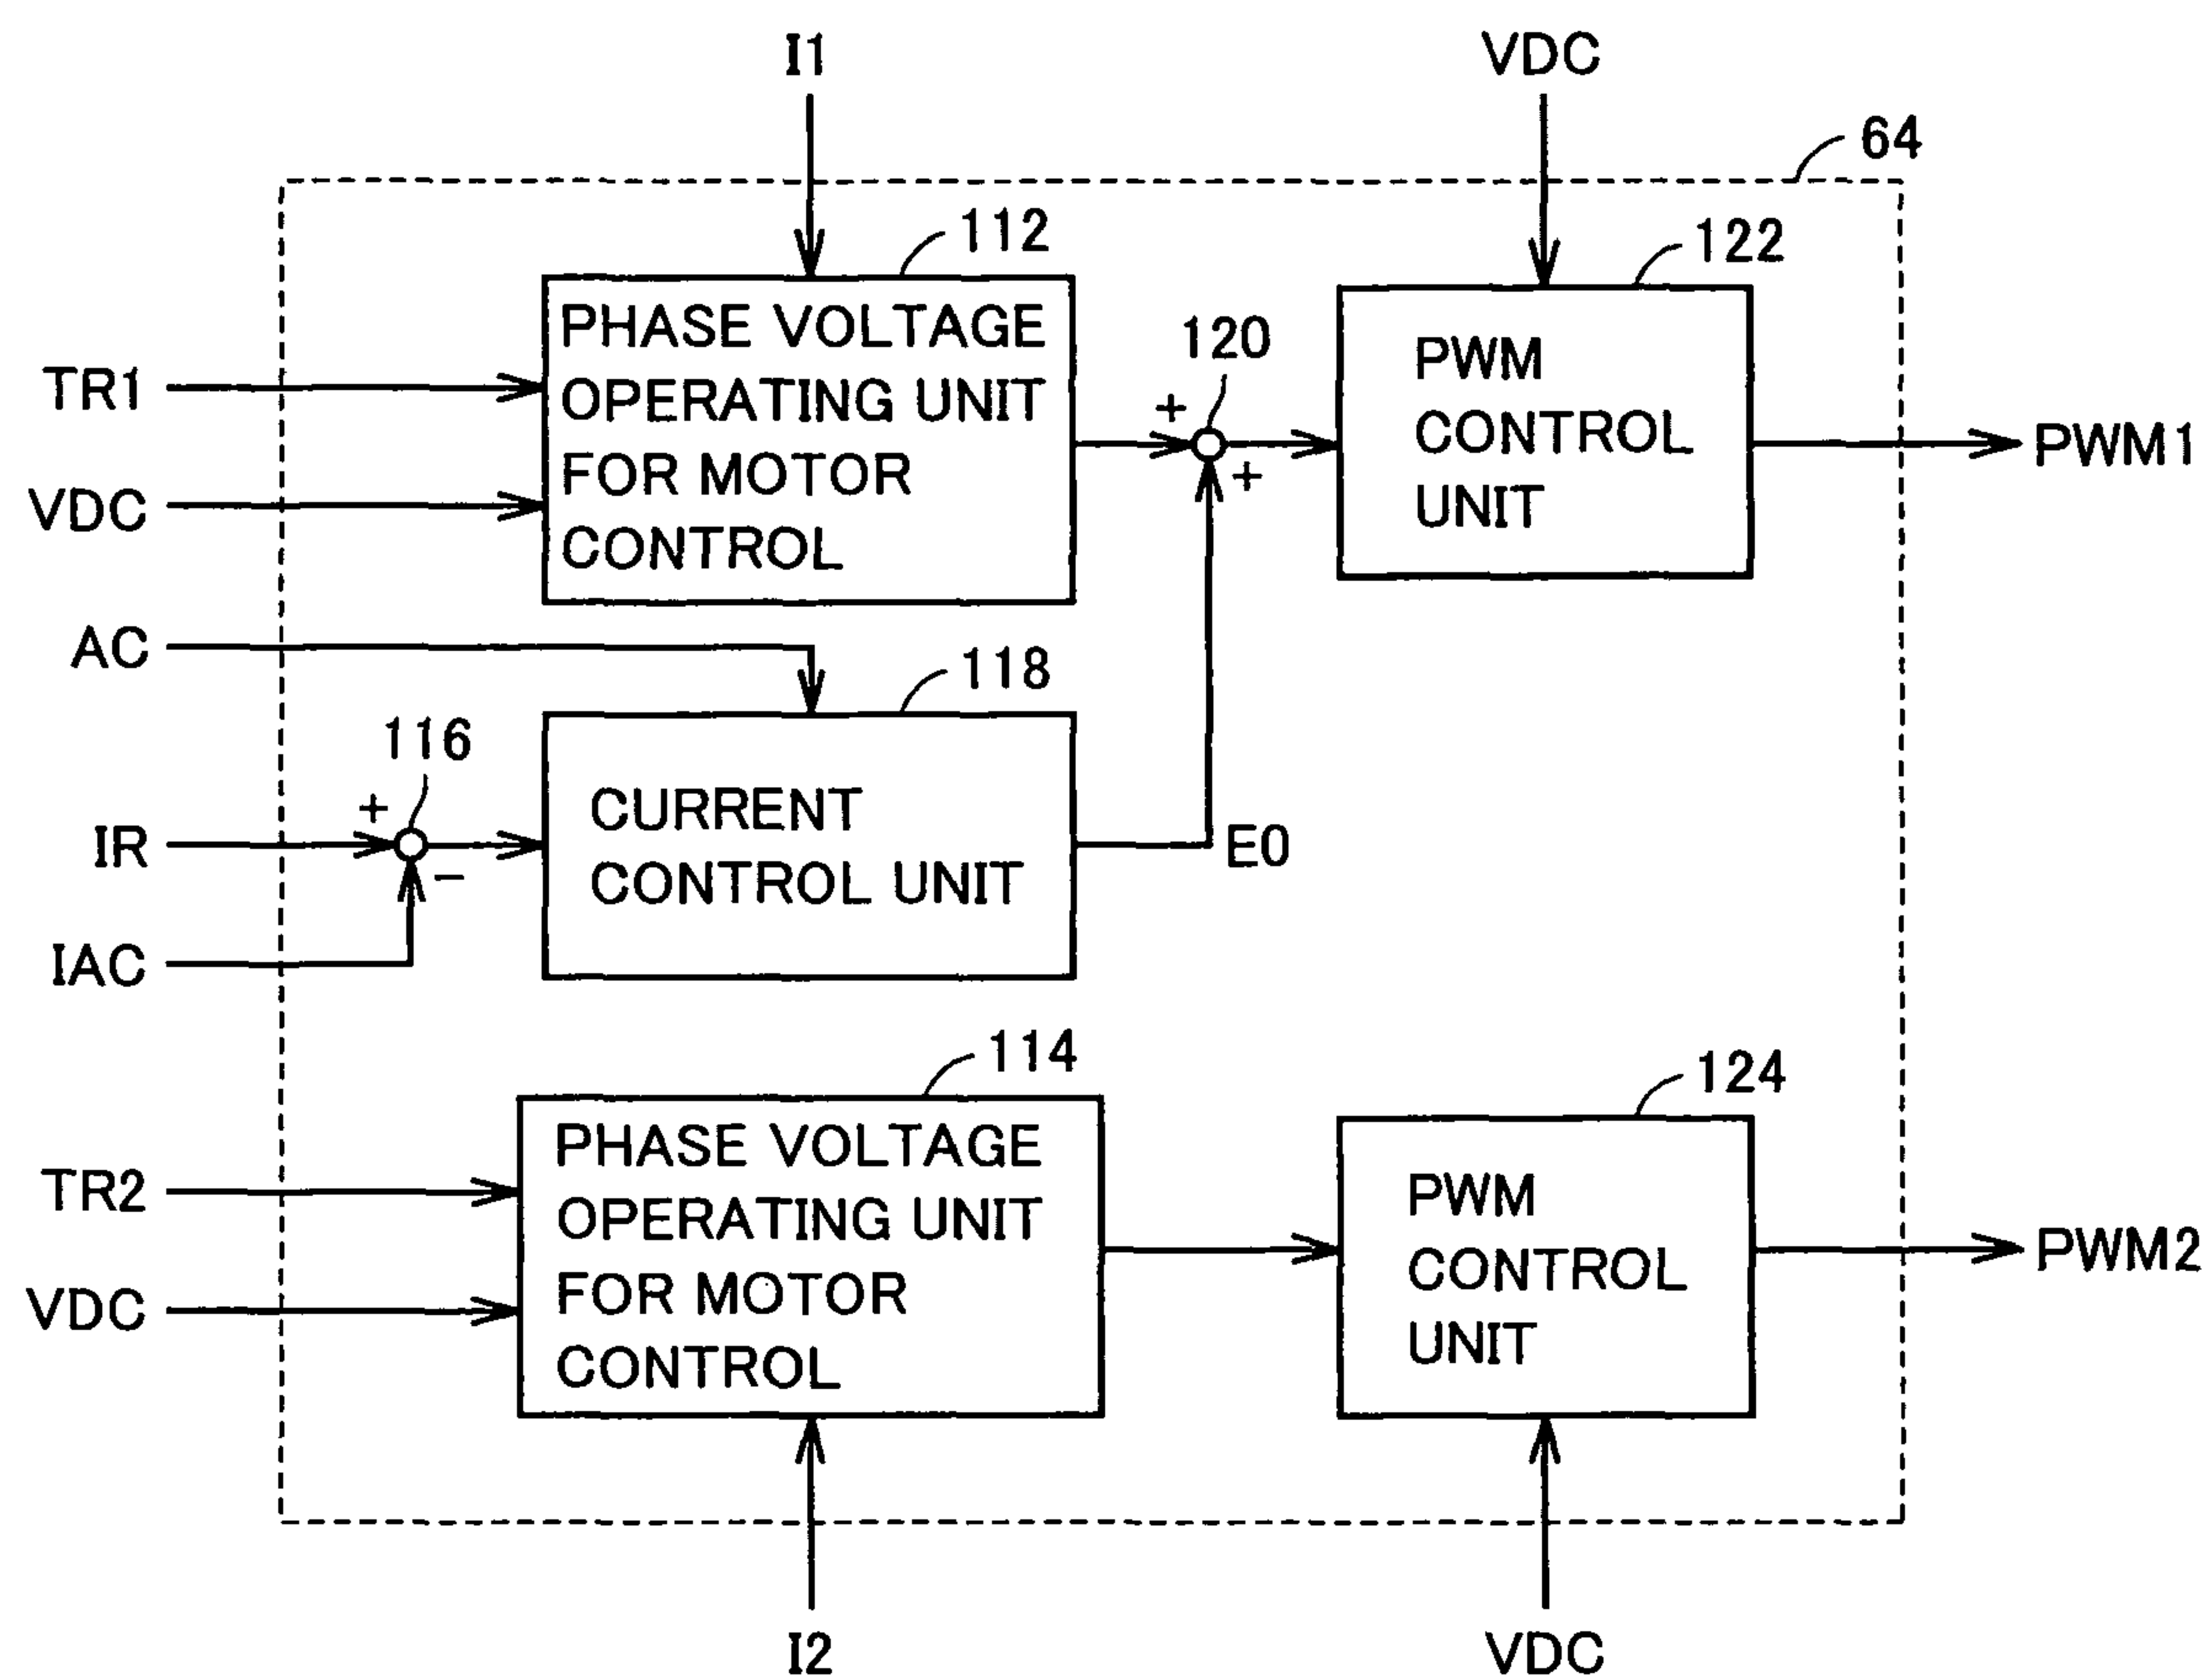 I1
VDC
64
112
122
PHASE VOLTAGE
OPERATING UNIT
FOR MOTOR
CONTROL
120
PWM
CONTROL
UNIT
TR1
+
+
PWM1
VDC
AC
118
116
+
−
CURRENT
CONTROL UNIT
IR
E0
IAC
114
124
PHASE VOLTAGE
OPERATING UNIT
FOR MOTOR
CONTROL
PWM
CONTROL
UNIT
TR2
PWM2
VDC
I2
VDC